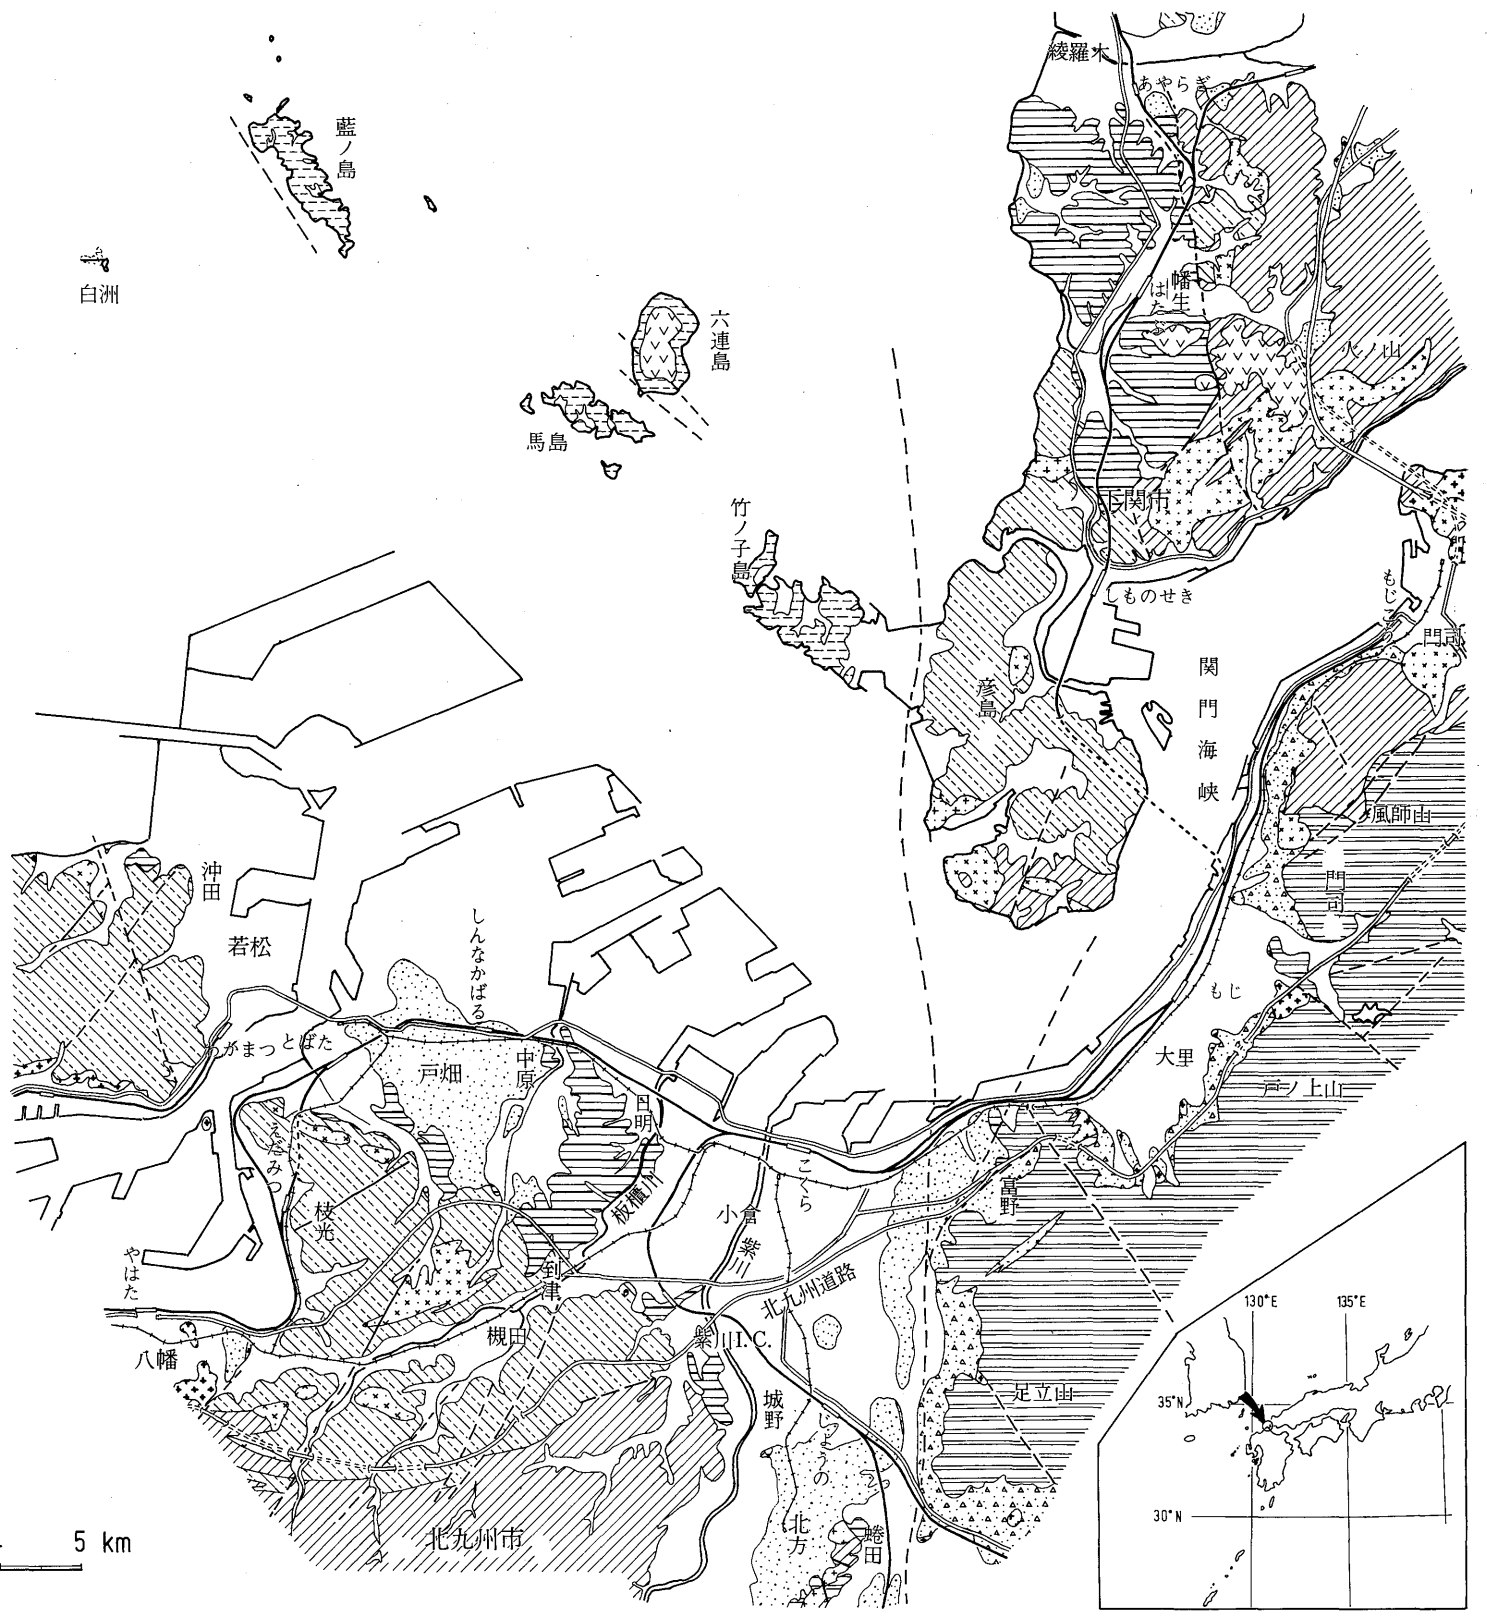 綾羅木
あやらぎ
藍ノ島
白洲
幡生
はたぶ
六連島
火ノ山
馬島
下関市
竹ノ子島
しものせき
もじこう
門司
関門海峡
彦島
風師山
門司
沖田
若松
しんなかばる
もじ
大里
戸ノ上山
わかまつ
とばた
戸畑
中原
日明
えだみつ
枝光
板櫃川
こくら
小倉
紫川
富野
やはた
到津
北九州道路
槻田
八幡
紫川I.C.
城野
足立山
じょうの
北方
蜷田
北九州市
5 km
130°E
135°E
35°N
30°N